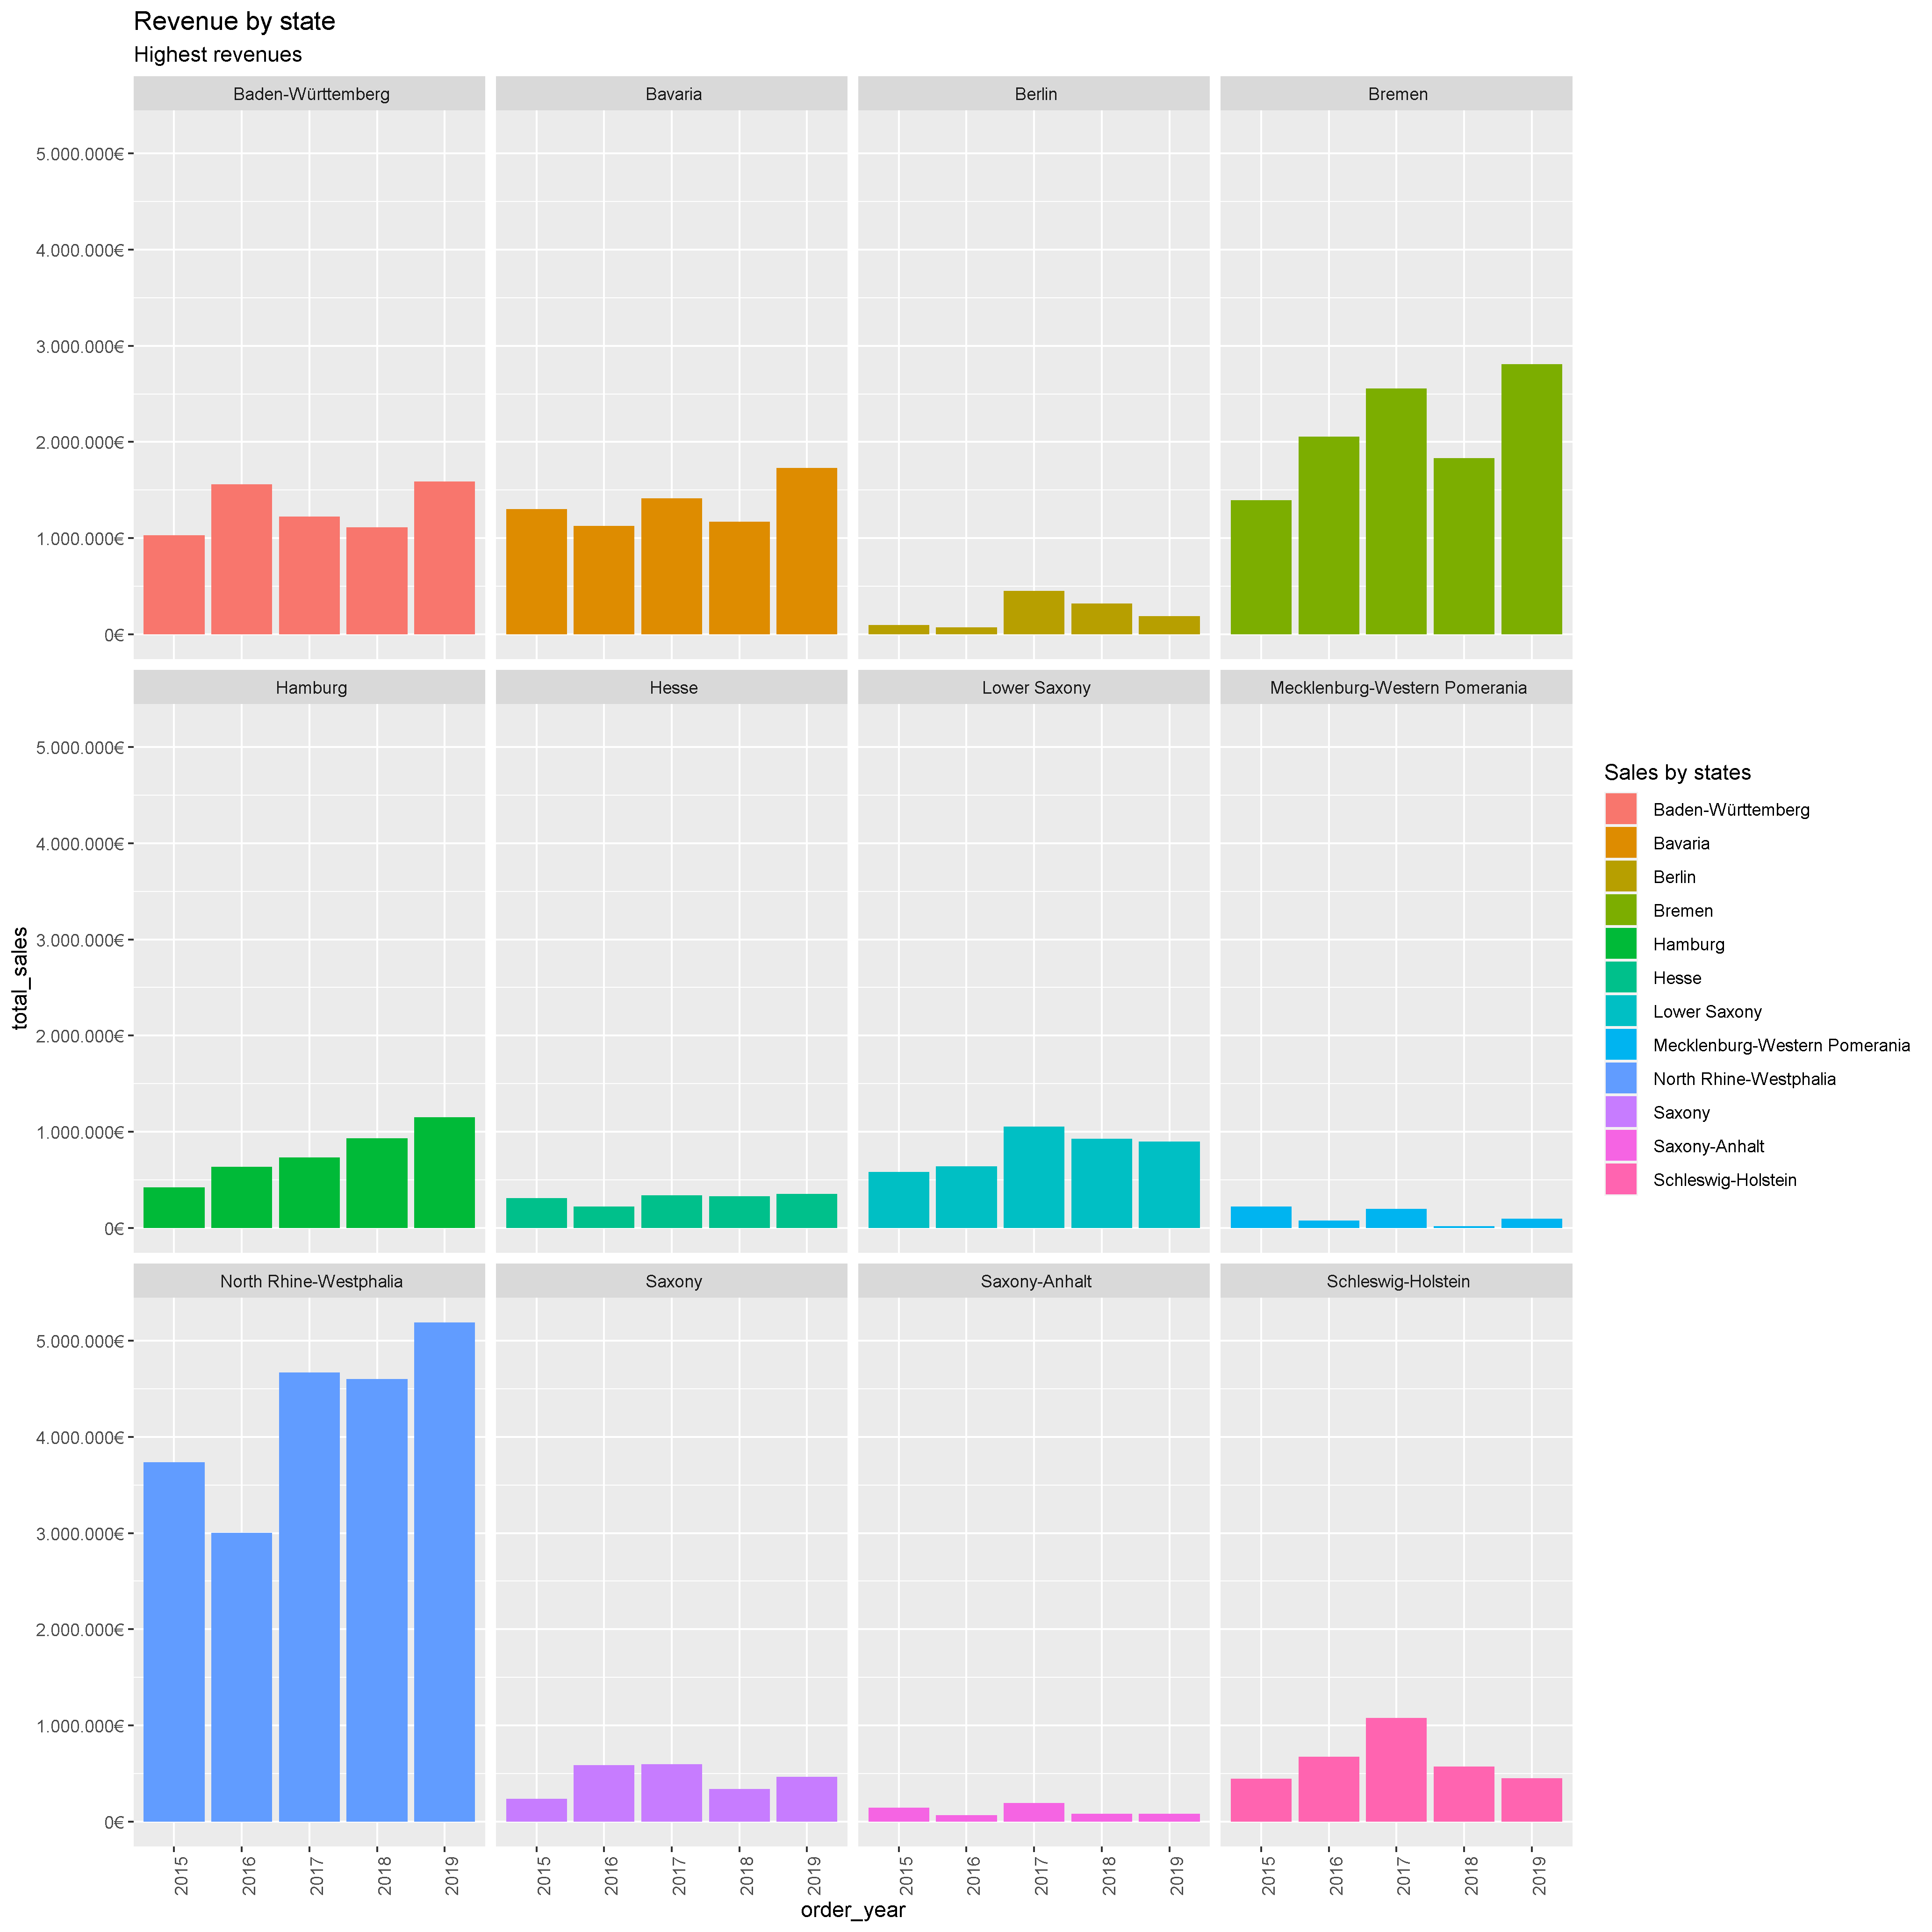 Revenue by state
Highest revenues
Baden-Württemberg
Bavaria
Berlin
Bremen
5.000.000€
4.000.000€
3.000.000€
2.000.000€
1.000.000€
0€
Hamburg
Hesse
Lower Saxony
Mecklenburg-Western Pomerania
5.000.000€
4.000.000€
3.000.000€
2.000.000€
1.000.000€
0€
North Rhine-Westphalia
Saxony
Saxony-Anhalt
Schleswig-Holstein
5.000.000€
4.000.000€
3.000.000€
2.000.000€
1.000.000€
0€
2015 2016 2017 2018 2019
2015 2016 2017 2018 2019
2015 2016 2017 2018 2019
2015 2016 2017 2018 2019
order_year
total_sales
Sales by states
Baden-Württemberg
Bavaria
Berlin
Bremen
Hamburg
Hesse
Lower Saxony
Mecklenburg-Western Pomerania
North Rhine-Westphalia
Saxony
Saxony-Anhalt
Schleswig-Holstein